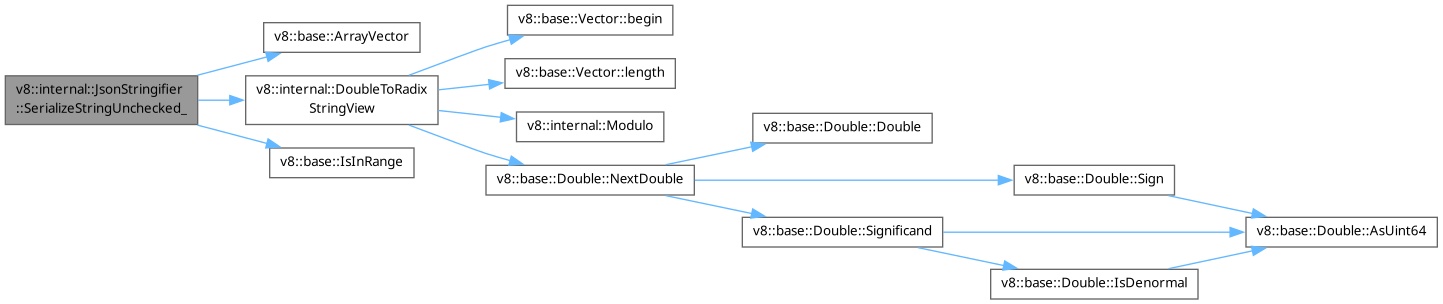 v8::internal::JsonStringifier
::SerializeStringUnchecked_
v8::base::ArrayVector
v8::internal::DoubleToRadix
StringView
v8::base::IsInRange
v8::base::Vector::begin
v8::base::Vector::length
v8::internal::Modulo
v8::base::Double::NextDouble
v8::base::Double::Double
v8::base::Double::Significand
v8::base::Double::Sign
v8::base::Double::IsDenormal
v8::base::Double::AsUint64